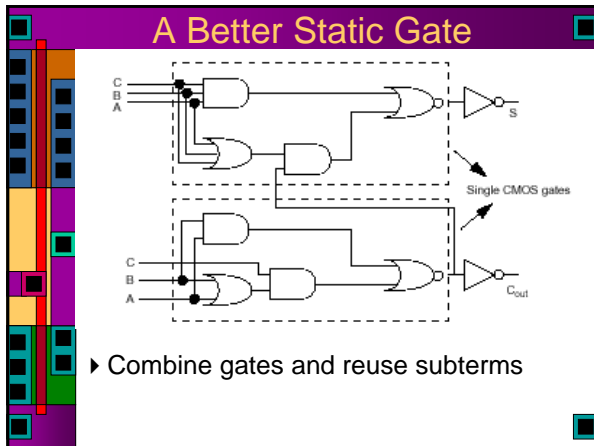 A Better Static Gate
C
B
A
S
Single CMOS gates
C
B
A
Cout
Combine gates and reuse subterms